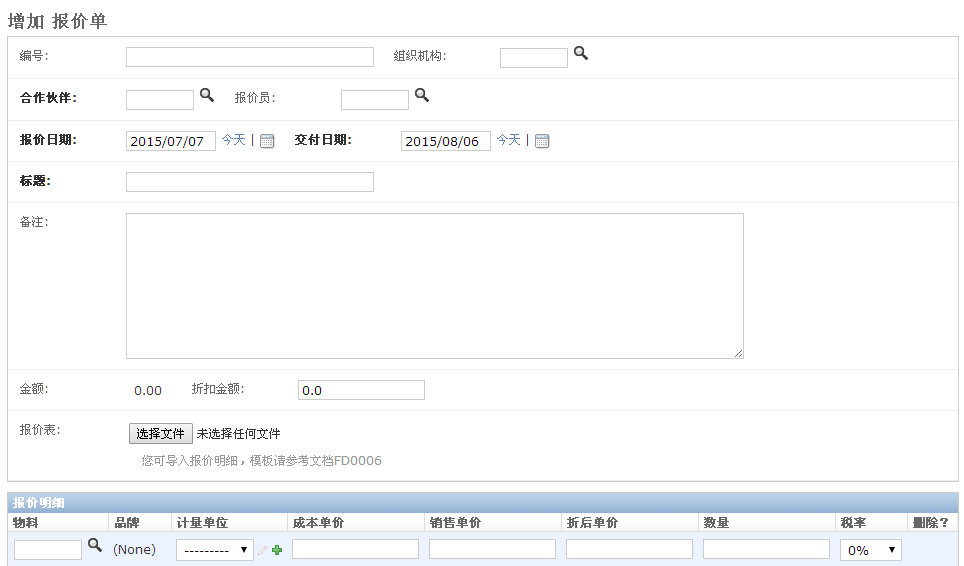 增加 报价单
编号: 组织机构:
合作伙伴: 报价员:
报价日期: 2015/07/07 今天 | 交付日期: 2015/08/06 今天 |
标题:
备注:
金额: 0.00 折扣金额: 0.0
报价表: 选择文件 未选择任何文件
您可导入报价明细，模板请参考文档FD0006
报价明细
物料 品牌 计量单位 成本单价 销售单价 折后单价 数量 税率 删除?
(None) --------- 0%